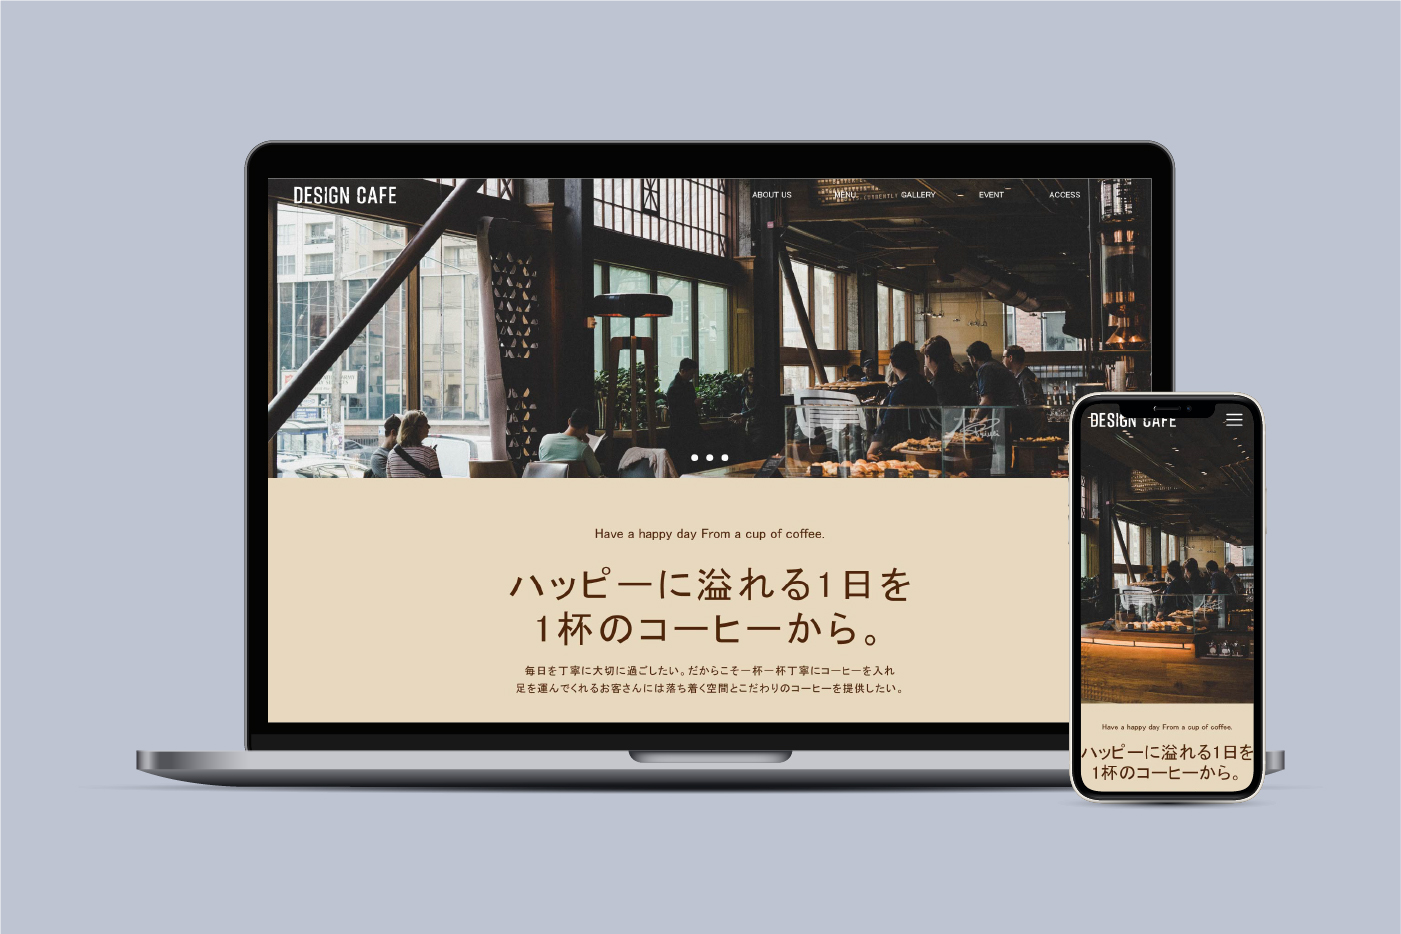 DESIGN CAFE
ABOUT US MENU GALLERY EVENT ACCESS
Have a happy day From a cup of coffee.
ハッピーに溢れる1日を
1杯のコーヒーから。
毎日を丁寧に大切に過ごしたい。だからこそ一杯一杯丁寧にコーヒーを入れ
足を運んでくれるお客さんには落ち着く空間とこだわりのコーヒーを提供したい。
DESIGN CAFE
Have a happy day From a cup of coffee.
ハッピーに溢れる1日を
1杯のコーヒーから。